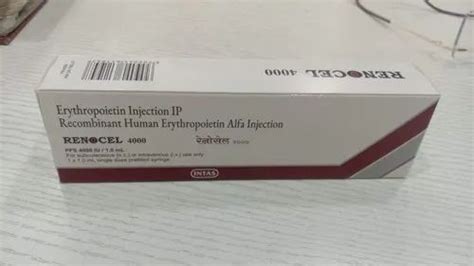 RENOCEL 4000
Erythropoietin Injection IP
Recombinant Human Erythropoietin Alfa Injection
RENOCEL 4000 रेनोसेल ४०००
PFS 4000 IU / 1.0 mL
For subcutaneous (s.c.) or intravenous (i.v.) use only
1 x 1.0 mL single dose prefilled syringe
INTAS